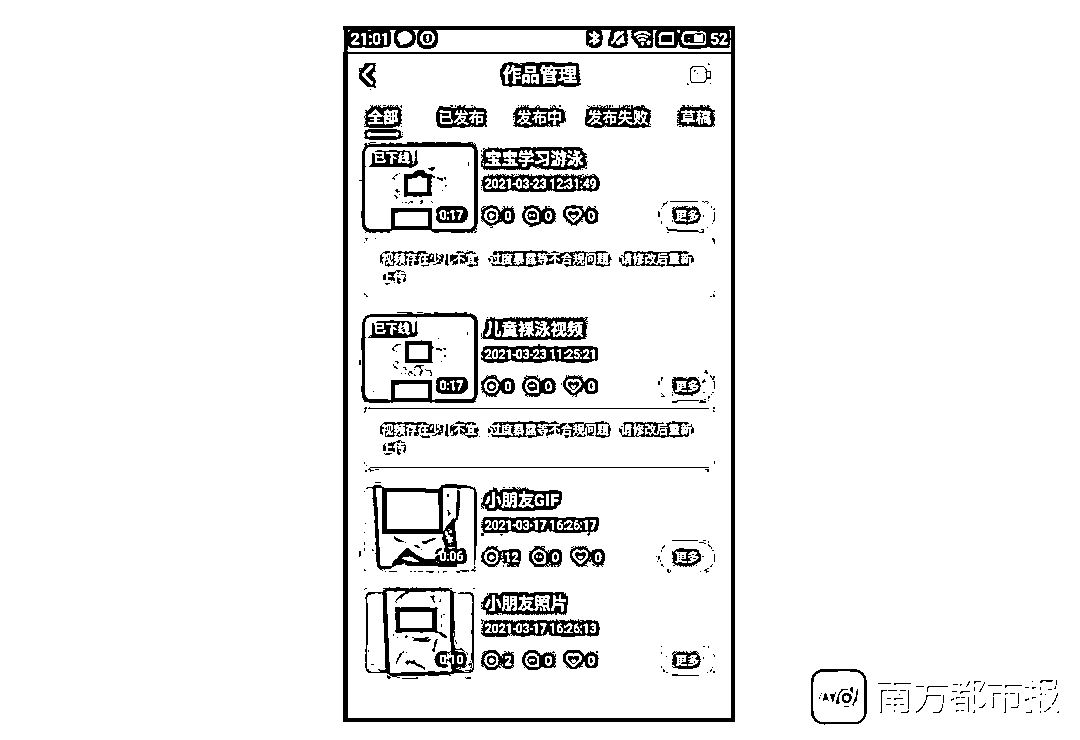 21:01 52
作品管理
全部 已发布 发布中 发布失败 草稿
已下线
0:17
宝宝学习游泳
2021-03-23 12:31:49
0 0 0
更多
视频存在少儿不宜 过度暴露等不合规问题 请修改后重新
上传
已下线
0:17
儿童裸泳视频
2021-03-23 11:25:21
0 0 0
更多
视频存在少儿不宜 过度暴露等不合规问题 请修改后重新
上传
0:06
小朋友GIF
2021-03-17 16:26:17
12 0 0
更多
0:10
小朋友照片
2021-03-17 16:26:13
2 0 0
更多
南方都市报